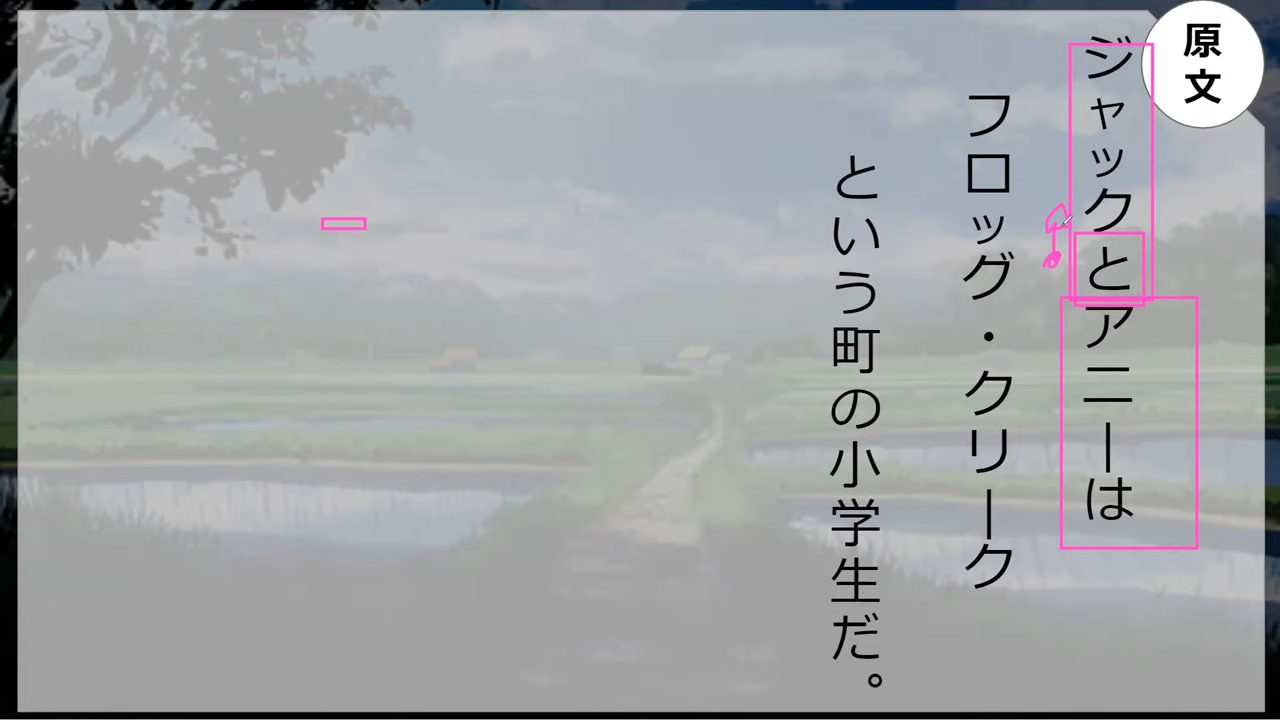 原文
ジャックとアニーは
フロッグ・クリーク
という町の小学生だ。